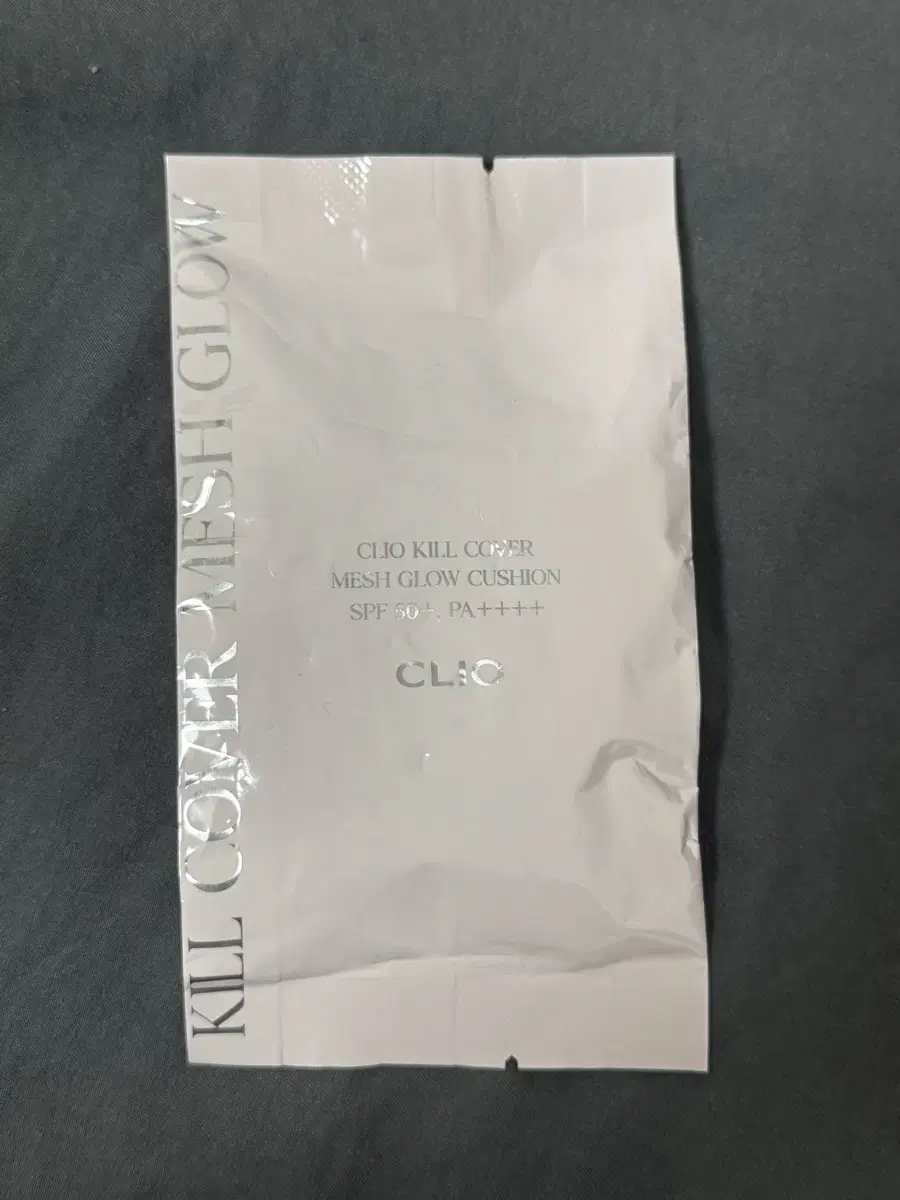 KILL COVER MESH GLOW
CLIO KILL COVER
MESH GLOW CUSHION
SPF 50+, PA++++
CLIO